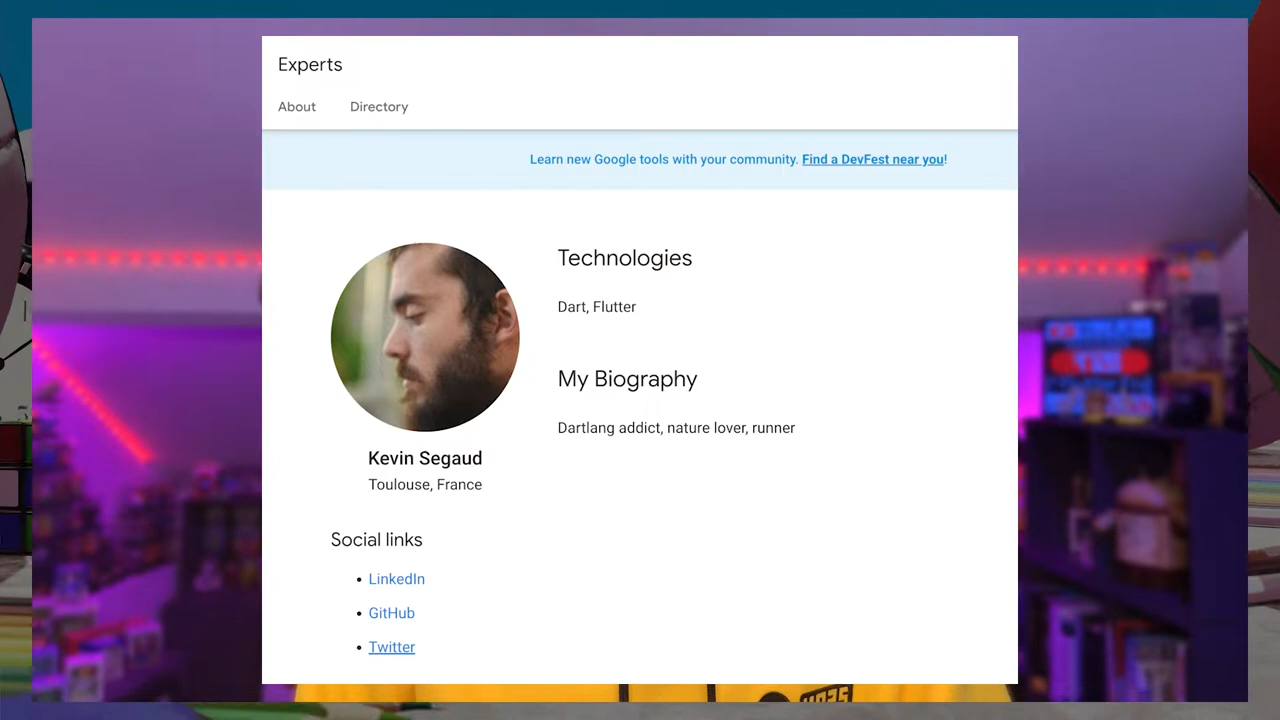 Experts
About Directory
Learn new Google tools with your community. Find a DevFest near you!
Technologies
Dart, Flutter
My Biography
Dartlang addict, nature lover, runner
Kevin Segaud
Toulouse, France
Social links
• LinkedIn
• GitHub
• Twitter